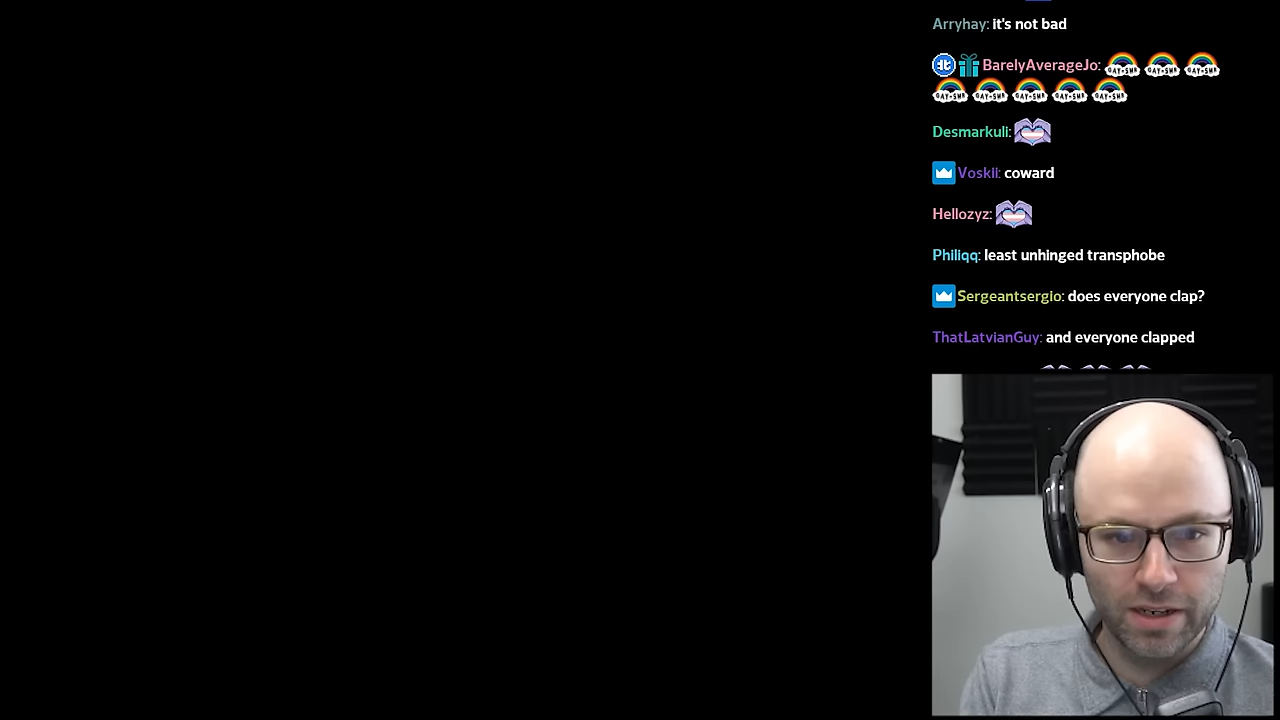 Arryhay: it's not bad
BarelyAverageJo:
Desmarkuli:
Voskii: coward
Hellozyz:
Philiqq: least unhinged transphobe
Sergeantsergio: does everyone clap?
ThatLatvianGuy: and everyone clapped